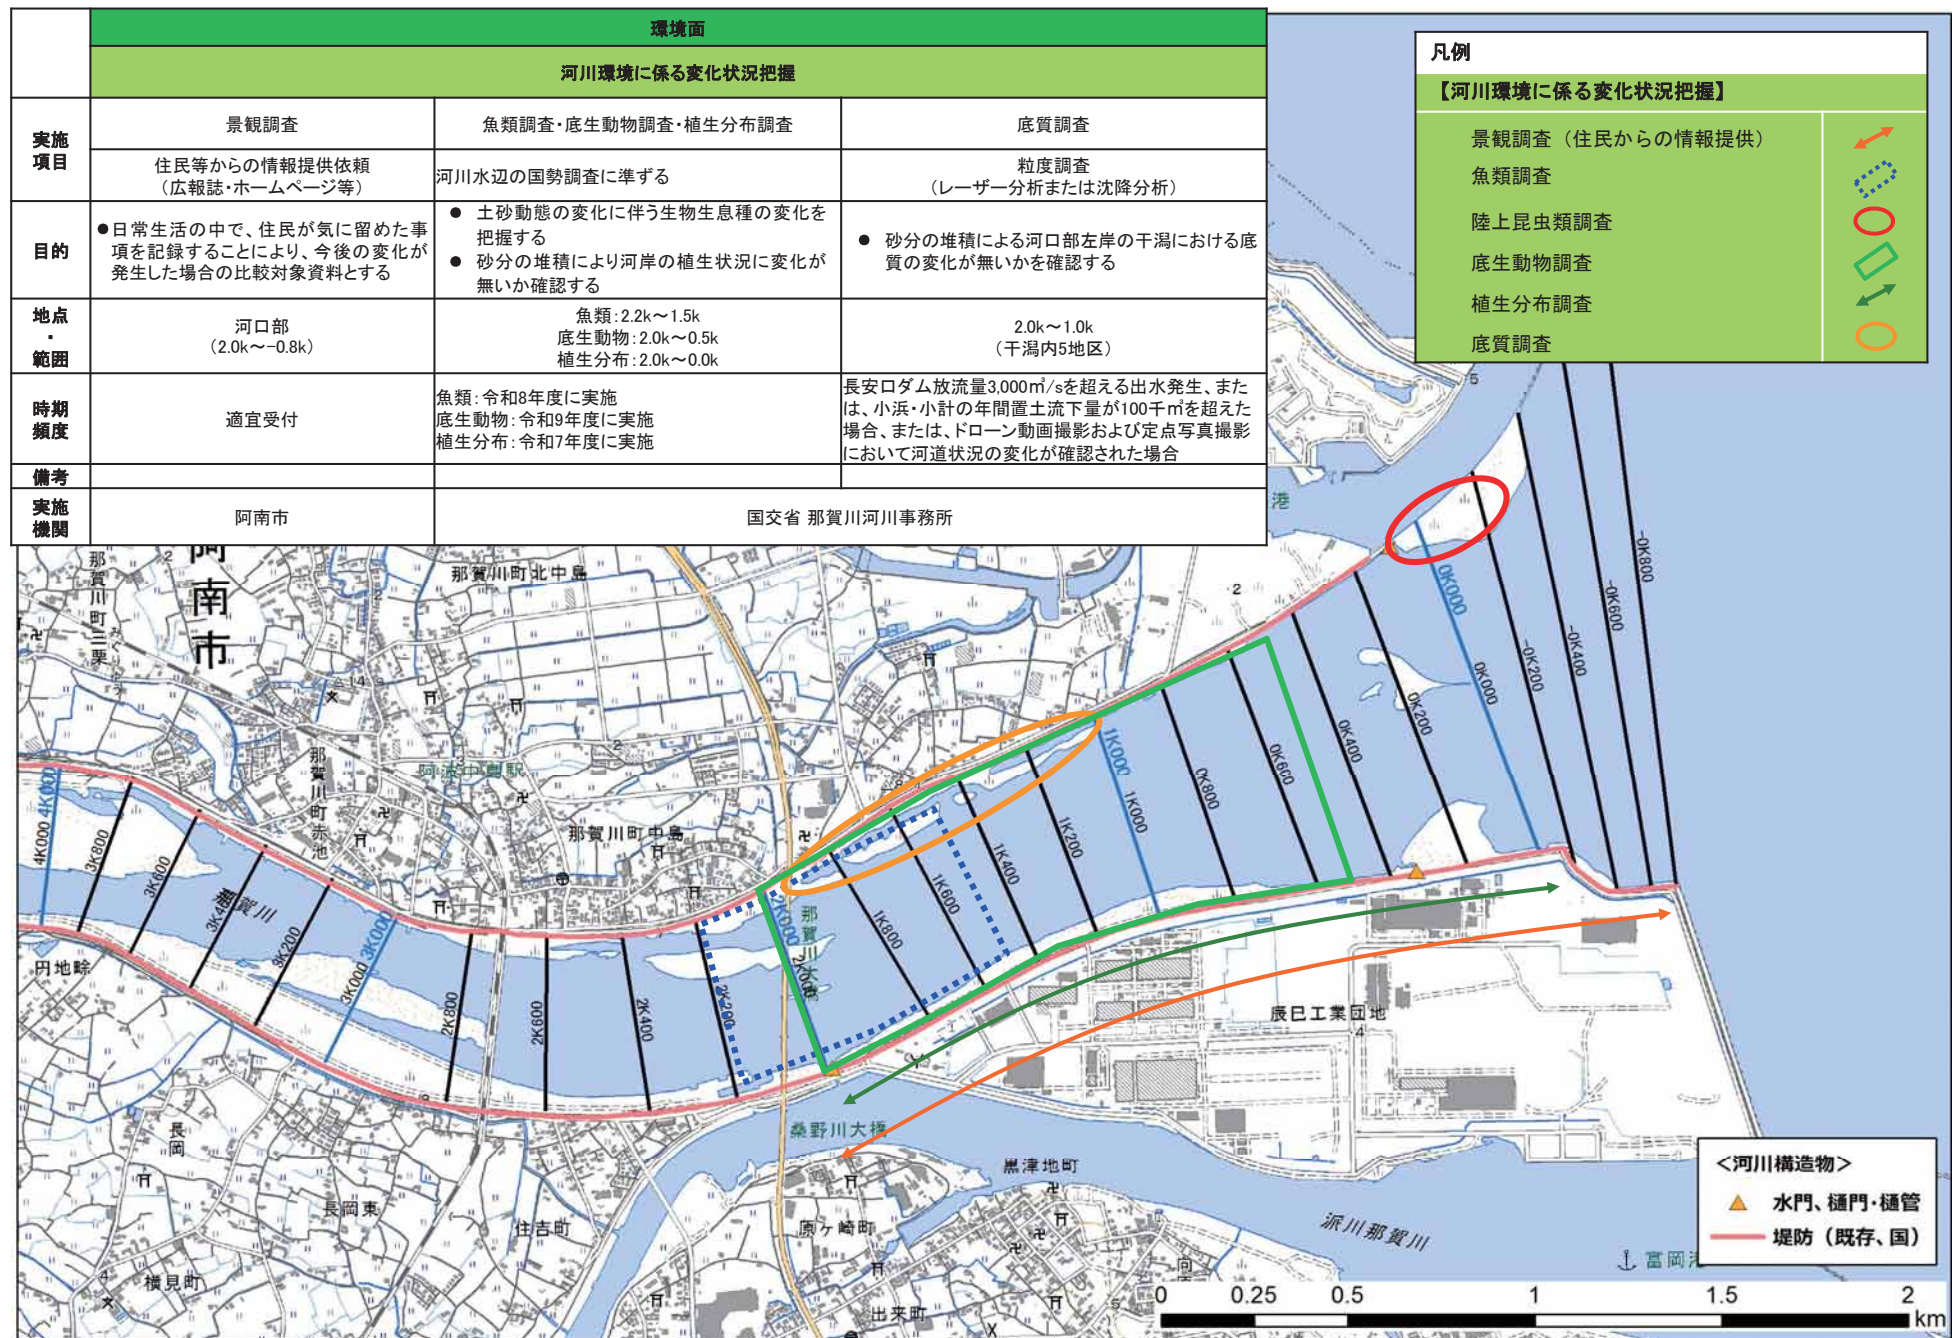 環境面
河川環境に係る変化状況把握
実施
項目
景観調査
魚類調査・底生動物調査・植生分布調査
底質調査
住民等からの情報提供依頼
（広報誌・ホームページ等）
河川水辺の国勢調査に準ずる
粒度調査
（レーザー分析または沈降分析）
目的
●日常生活の中で、住民が気に留めた事
項を記録することにより、今後の変化が
発生した場合の比較対象資料とする
● 土砂動態の変化に伴う生物生息種の変化を
把握する
● 砂分の堆積により河岸の植生状況に変化が
無いか確認する
● 砂分の堆積による河口部左岸の干潟における底
質の変化が無いかを確認する
地点
・
範囲
河口部
（2.0k～-0.8k）
魚類：2.2k～1.5k
底生動物：2.0k～0.5k
植生分布：2.0k～0.0k
2.0k～1.0k
（干潟内5地区）
時期
頻度
適宜受付
魚類：令和8年度に実施
底生動物：令和9年度に実施
植生分布：令和7年度に実施
長安口ダム放流量3,000㎥/sを超える出水発生、また
は、小浜・小計の年間置土流下量が100千㎥を超えた
場合、または、ドローン動画撮影および定点写真撮影
において河道状況の変化が確認された場合
備考
実施
機関
阿南市
国交省 那賀川河川事務所
凡例
【河川環境に係る変化状況把握】
景観調査（住民からの情報提供）
魚類調査
陸上昆虫類調査
底生動物調査
植生分布調査
底質調査
5
港
阿南市
那賀川町三栗
みぐりゅう
2
那賀川町北中島
2
14
2
阿波中島駅
那賀川町赤池
那賀川町中島
8
那賀川大橋
那賀川
円地畭
4K000
4K000
3K800
3K600
3K400
3K200
3K000
3K000
2K800
2K600
2K400
2K200
2K000
2K000
1K800
1K600
1K400
1K200
1K000
1K000
0K800
0K600
0K400
0K200
0K000
0K000
-0K200
-0K400
-0K600
-0K800
辰巳工業団地
4
桑野川大橋
黒津地町
原ケ崎町
長岡
長岡東
住吉町
横見町
4
出来町
5
派川那賀川
富岡港
＜河川構造物＞
水門、樋門・樋管
堤防（既存、国）
0 0.25 0.5 1 1.5 2
km